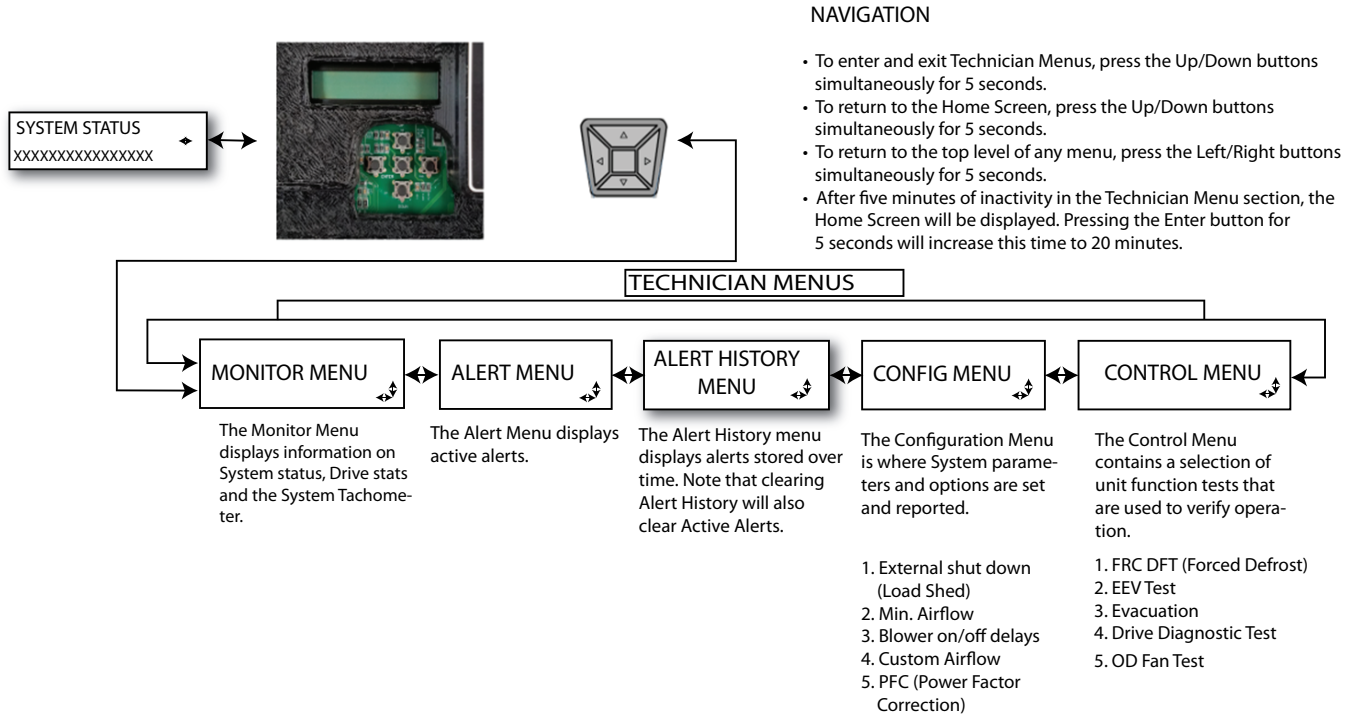 NAVIGATION
• To enter and exit Technician Menus, press the Up/Down buttons
simultaneously for 5 seconds.
• To return to the Home Screen, press the Up/Down buttons
simultaneously for 5 seconds.
• To return to the top level of any menu, press the Left/Right buttons
simultaneously for 5 seconds.
• After five minutes of inactivity in the Technician Menu section, the
Home Screen will be displayed. Pressing the Enter button for
5 seconds will increase this time to 20 minutes.
SYSTEM STATUS
XXXXXXXXXXXXXXXX
TECHNICIAN MENUS
MONITOR MENU
The Monitor Menu
displays information on
System status, Drive stats
and the System Tachome-
ter.
ALERT MENU
The Alert Menu displays
active alerts.
ALERT HISTORY
MENU
The Alert History menu
displays alerts stored over
time. Note that clearing
Alert History will also
clear Active Alerts.
CONFIG MENU
The Configuration Menu
is where System parame-
ters and options are set
and reported.
1. External shut down
(Load Shed)
2. Min. Airflow
3. Blower on/off delays
4. Custom Airflow
5. PFC (Power Factor
Correction)
CONTROL MENU
The Control Menu
contains a selection of
unit function tests that
are used to verify opera-
tion.
1. FRC DFT (Forced Defrost)
2. EEV Test
3. Evacuation
4. Drive Diagnostic Test
5. OD Fan Test